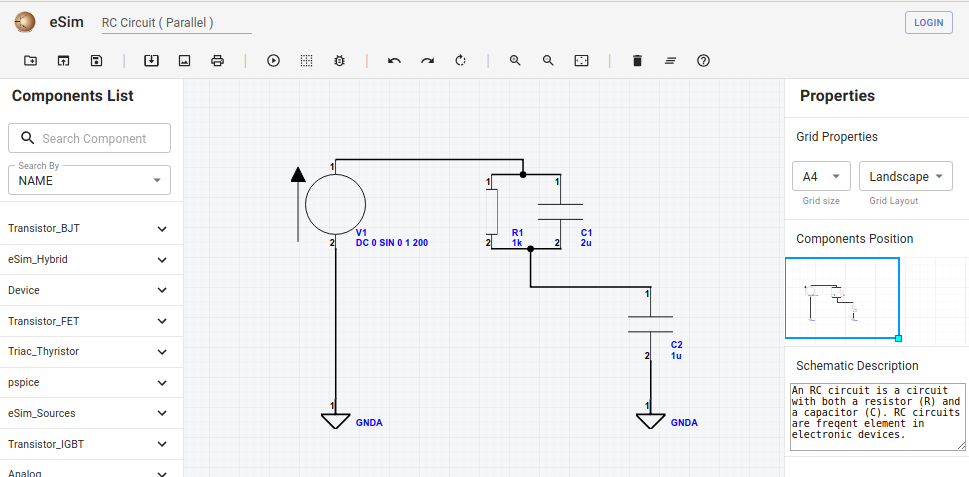 eSim
RC Circuit ( Parallel )
LOGIN
Components List
Search Component
Search By
NAME
Transistor_BJT
eSim_Hybrid
Device
Transistor_FET
Triac_Thyristor
pspice
eSim_Sources
Transistor_IGBT
Analog
1
2
V1
DC 0 SIN 0 1 200
1
GNDA
1
2
R1
1k
1
2
C1
2u
1
2
C2
1u
1
GNDA
Properties
Grid Properties
A4
Landscape
Grid size
Grid Layout
Components Position
Schematic Description
An RC circuit is a circuit
with both a resistor (R) and
a capacitor (C). RC circuits
are freqent element in
electronic devices.